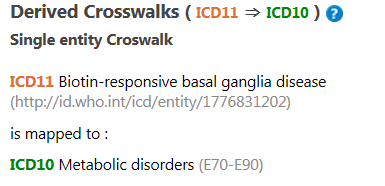 Derived Crosswalks ( ICD11 ⇒ ICD10 ) ?
Single entity Croswalk
ICD11 Biotin-responsive basal ganglia disease
(http://id.who.int/icd/entity/1776831202)
is mapped to :
ICD10 Metabolic disorders (E70-E90)